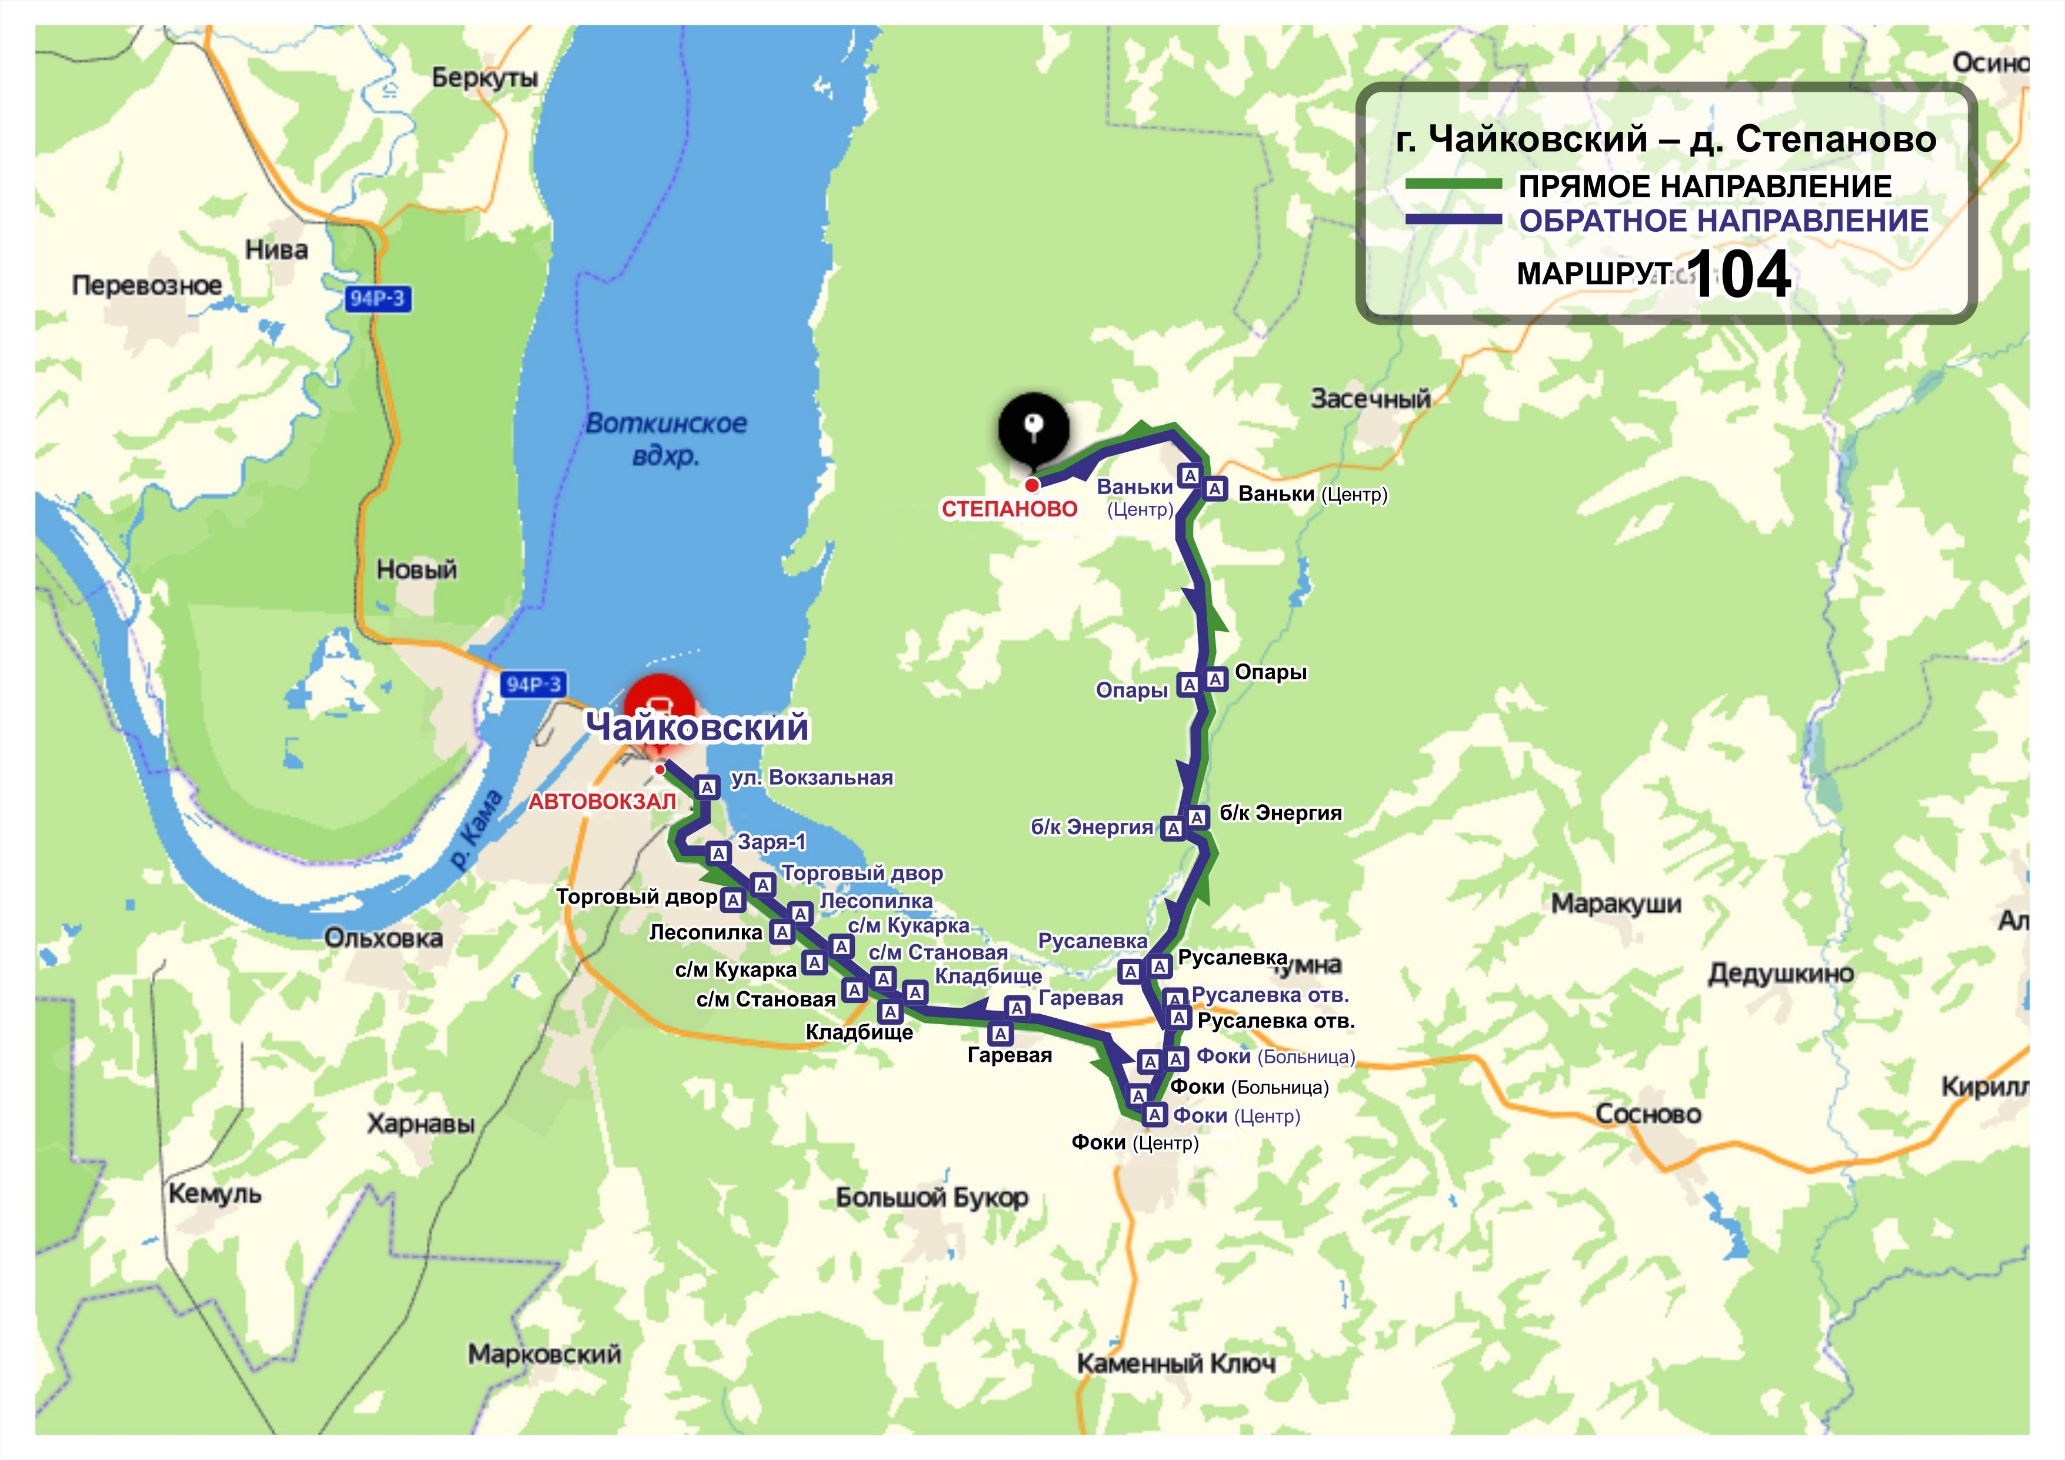 Беркуты
Осино
г. Чайковский – д. Степаново
ПРЯМОЕ НАПРАВЛЕНИЕ
ОБРАТНОЕ НАПРАВЛЕНИЕ
МАРШРУТ 104
Нива
Перевозное
94Р-3
Засечный
Воткинское
вдхр.
Ваньки
(Центр)
Ваньки (Центр)
СТЕПАНОВО
Новый
94Р-3
Опары
Опары
Чайковский
ул. Вокзальная
АВТОВОКЗАЛ
р. Кама
б/к Энергия
б/к Энергия
Заря-1
Торговый двор
Торговый двор
Лесопилка
Лесопилка
с/м Кукарка
с/м Кукарка
с/м Становая
с/м Становая
Кладбище
Кладбище
Гаревая
Гаревая
Русалевка
Русалевка
Русалевка отв.
Русалевка отв.
Фоки (Больница)
Фоки (Больница)
Фоки (Центр)
Фоки (Центр)
Маракуши
Ал
Дедушкино
Ольховка
Кирилл
Сосново
Харнавы
Кемуль
Большой Букор
Марковский
Каменный Ключ